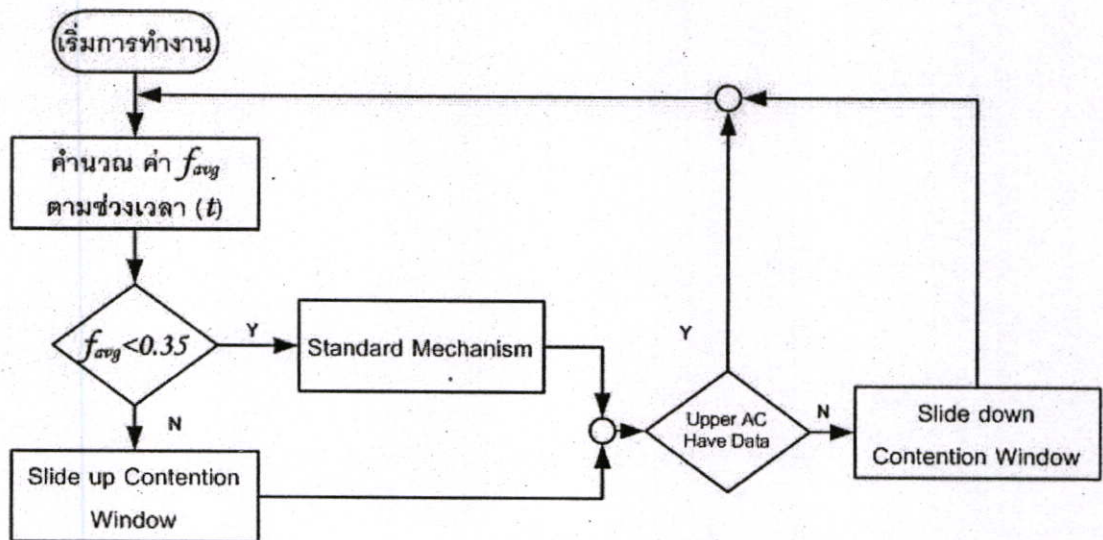 เริ่มการทำงาน
คำนวณ ค่า f_avg
ตามช่วงเวลา (t)
f_avg<0.35
Y
Standard Mechanism
N
Slide up Contention
Window
Upper AC
Have Data
Y
N
Slide down
Contention Window